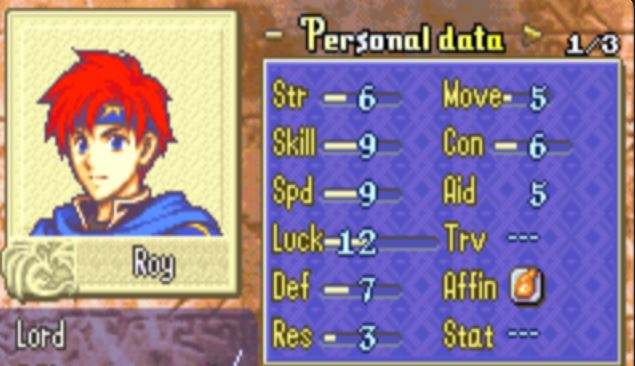 Personal data 1/3
Str 6 Move 5
Skill 9 Con 6
Spd 9 Aid 5
Luck 12 Trv ---
Roy
Def 7 Affin
Lord
Res 3 Stat ---